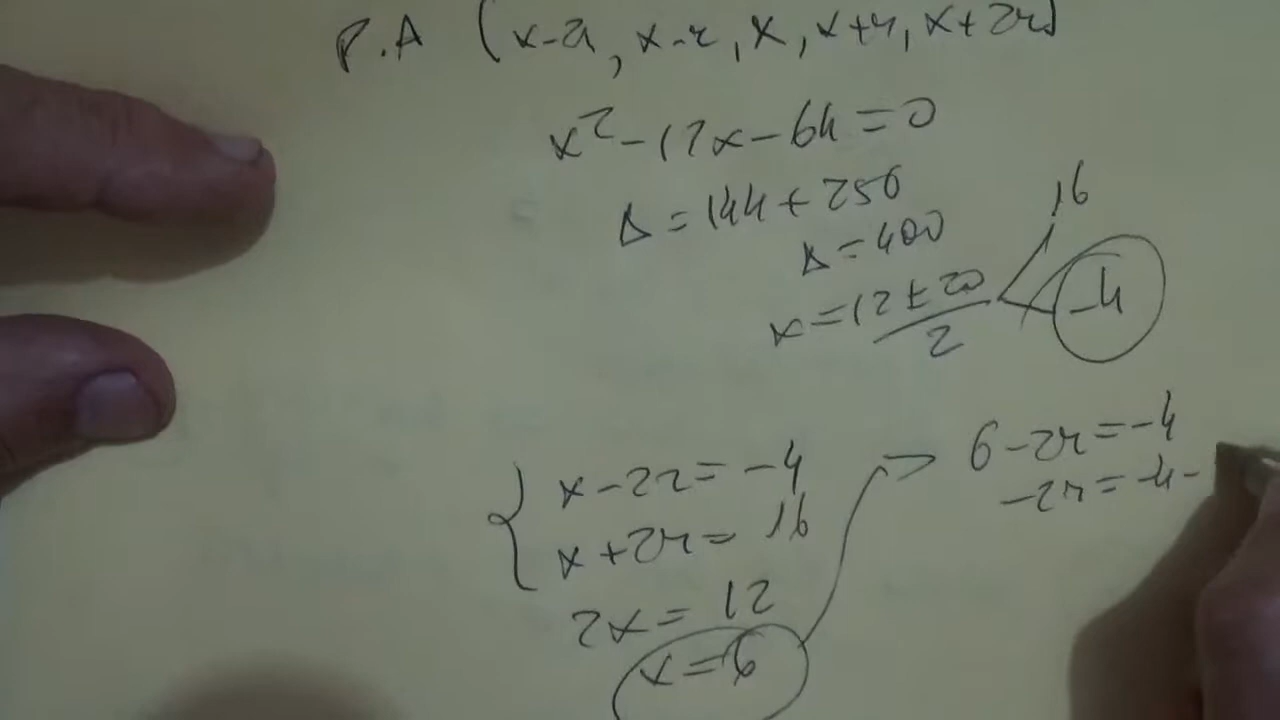 P.A (x-2r, x-r, x, x+r, x+2r)
x² - 12x - 64 = 0
Δ = 144 + 256
Δ = 400
x = 12 ± 20 / 2
16
-4
{ x - 2r = -4
x + 2r = 16
2x = 12
x = 6
→ 6 - 2r = -4
-2r = -4 -